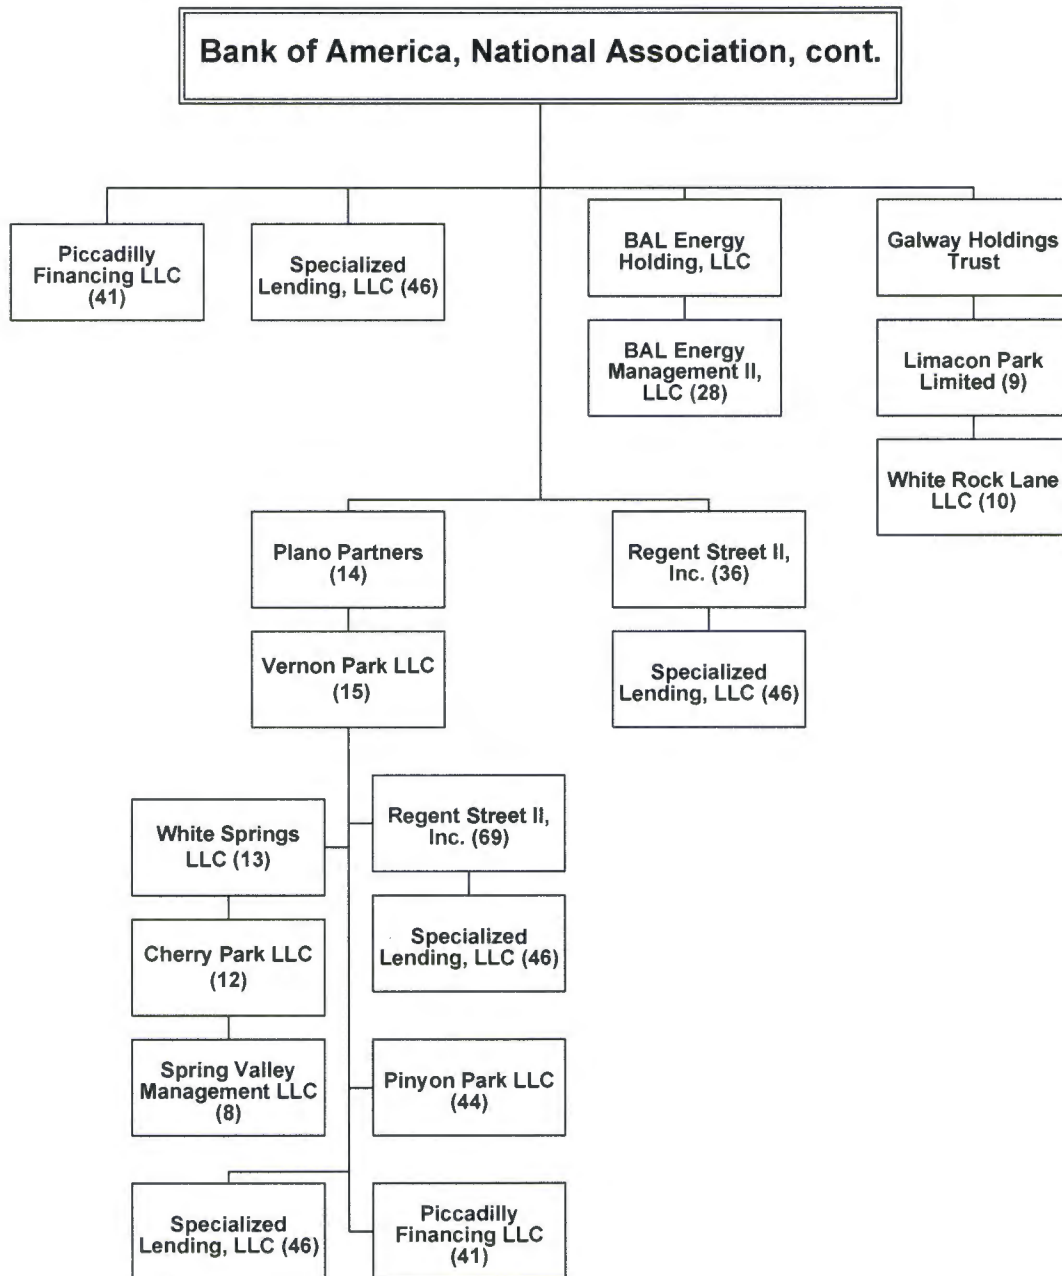 Bank of America, National Association, cont.
Piccadilly
Financing LLC
(41)
Specialized
Lending, LLC (46)
BAL Energy
Holding, LLC
BAL Energy
Management II,
LLC (28)
Galway Holdings
Trust
Limacon Park
Limited (9)
White Rock Lane
LLC (10)
Plano Partners
(14)
Vernon Park LLC
(15)
Regent Street II,
Inc. (36)
Specialized
Lending, LLC (46)
White Springs
LLC (13)
Cherry Park LLC
(12)
Spring Valley
Management LLC
(8)
Regent Street II,
Inc. (69)
Specialized
Lending, LLC (46)
Pinyon Park LLC
(44)
Specialized
Lending, LLC (46)
Piccadilly
Financing LLC
(41)